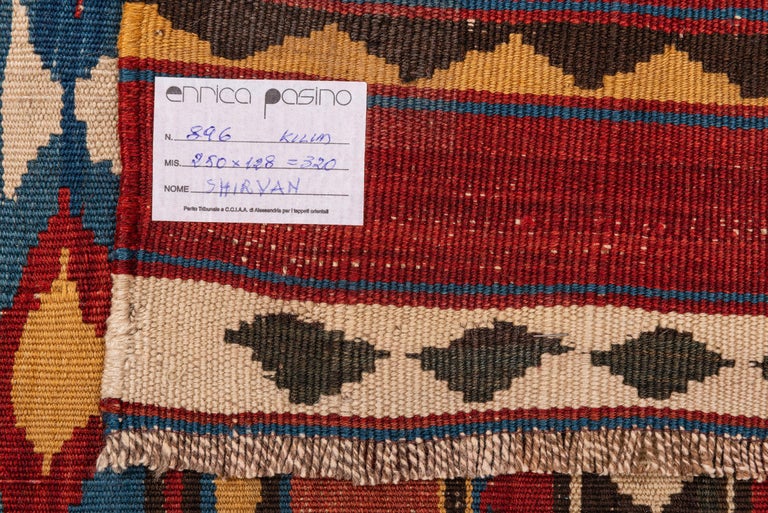 enrica pasino
N. 896 KILIM
MIS. 250 x 128 = 320
NOME SHIRVAN
Perito Tribunale e C.C.I.A.A. di Alessandria per i tappeti orientali